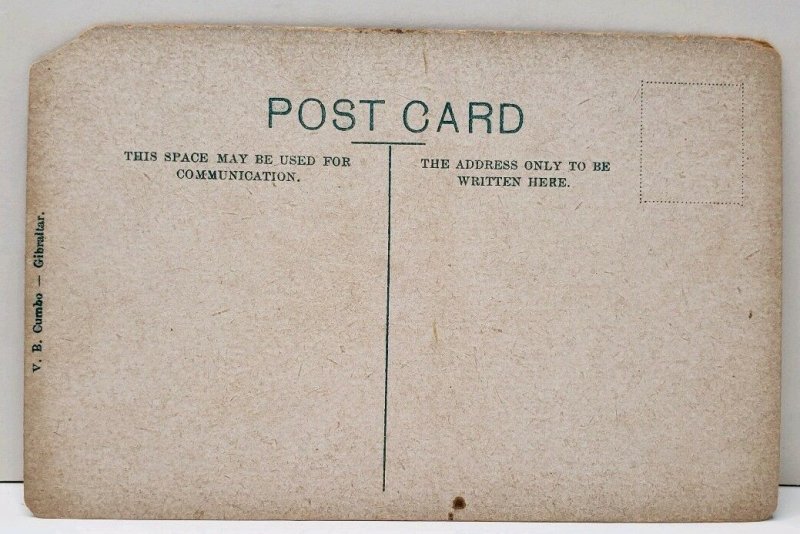 POST CARD
THIS SPACE MAY BE USED FOR
COMMUNICATION.
THE ADDRESS ONLY TO BE
WRITTEN HERE.
V. B. Cumbo — Gibraltar.